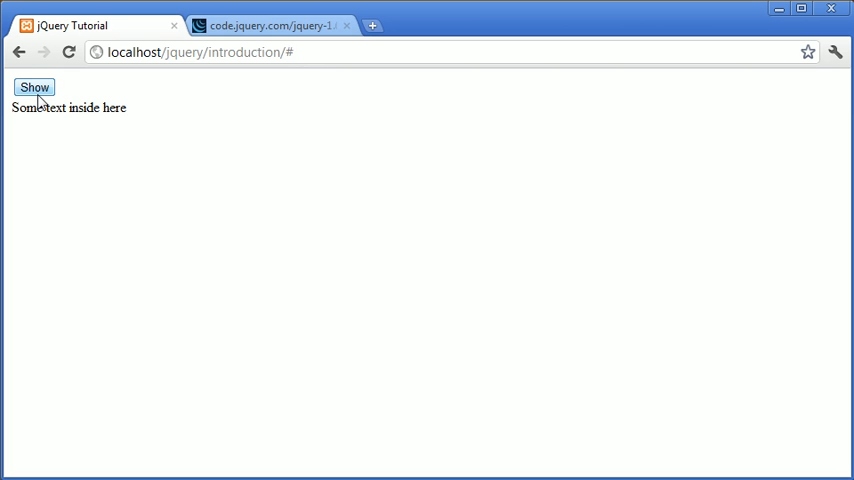 jQuery Tutorial
code.jquery.com/jquery-1.
localhost/jquery/introduction/#
Show
Some text inside here